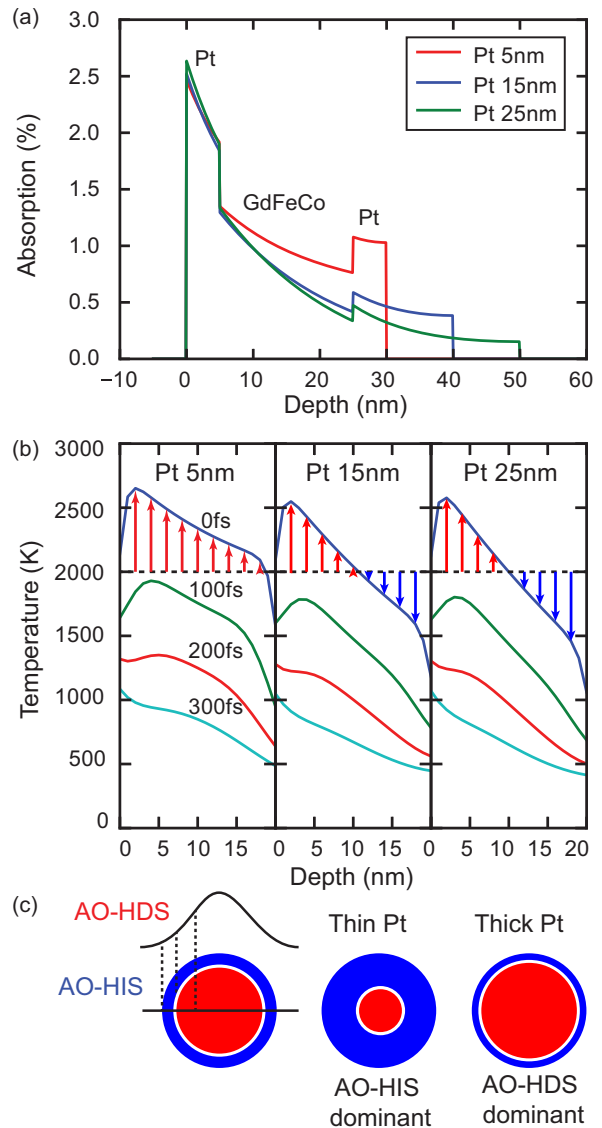 (a)
3.0
2.5
2.0
1.5
1.0
0.5
0.0
Absorption (%)
Pt
GdFeCo
Pt
Pt 5nm
Pt 15nm
Pt 25nm
−10 0 10 20 30 40 50 60
Depth (nm)
(b)
3000
2500
2000
1500
1000
500
0
Temperature (K)
Pt 5nm
0fs
100fs
200fs
300fs
Pt 15nm
Pt 25nm
0 5 10 15 0 5 10 15 0 5 10 15 20
Depth (nm)
(c)
AO-HDS
AO-HIS
Thin Pt
AO-HIS
dominant
Thick Pt
AO-HDS
dominant